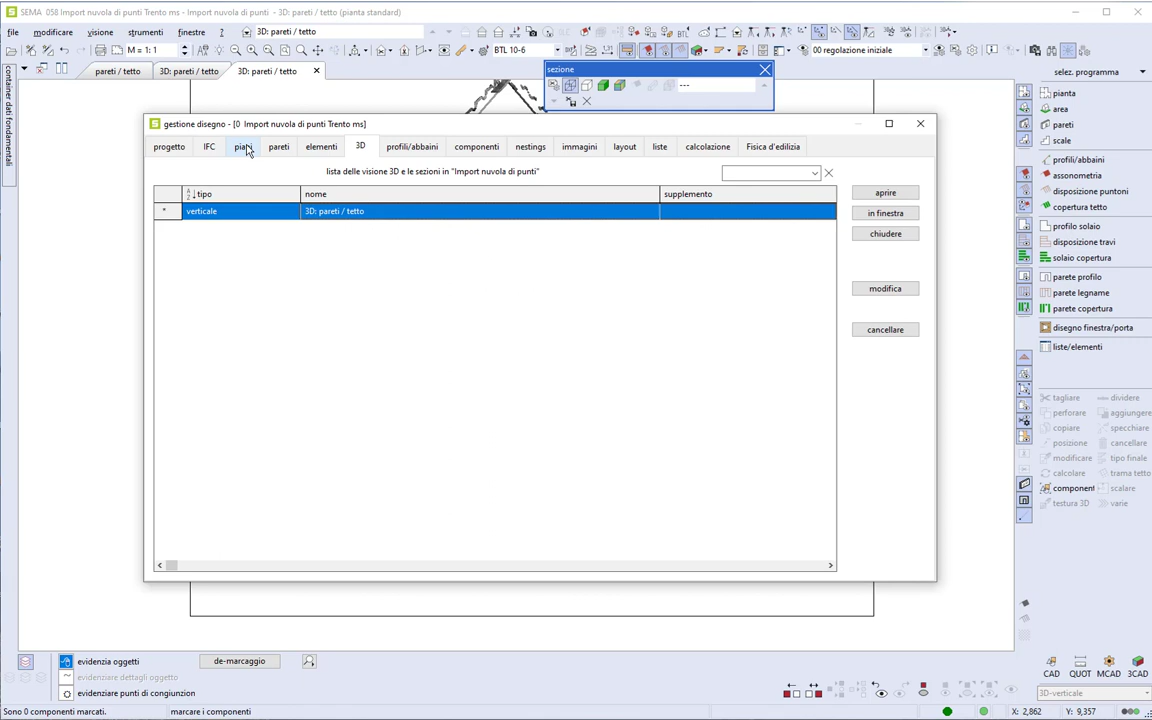 SEMA 058 Import nuvola di punti Trento ms - Import nuvola di punti - 3D: pareti / tetto (pianta standard)
file modificare visione strumenti finestre ? 3D: pareti / tetto
M = 1: 1 BTL 10-6 00 regolazione iniziale
pareti / tetto 3D: pareti / tetto 3D: pareti / tetto
selez. programma
container dati fondamentali
sezione
---
gestione disegno - [0 Import nuvola di punti Trento ms]
progetto IFC piani pareti elementi 3D profili/abbaini componenti nestings immagini layout liste calcolazione Fisica d'edilizia
lista delle visione 3D e le sezioni in "Import nuvola di punti"
tipo nome supplemento
* verticale 3D: pareti / tetto
aprire
in finestra
chiudere
modifica
cancellare
pianta
area
pareti
scale
profili/abbaini
assonometria
disposizione puntoni
copertura tetto
profilo solaio
disposizione travi
solaio copertura
parete profilo
parete legname
parete copertura
disegno finestra/porta
liste/elementi
tagliare dividere
perforare aggiungere
copiare specchiare
posizione cancellare
modificare tipo finale
calcolare trama tetto
component scalare
testura 3D varie
evidenzia oggetti de-marcaggio
evidenziare dettagli oggetto
evidenziare punti di congiunzion
CAD QUOT MCAD 3CAD
3D-verticale
Sono 0 componenti marcati. marcare i componenti X: 2,862 Y: 9,357